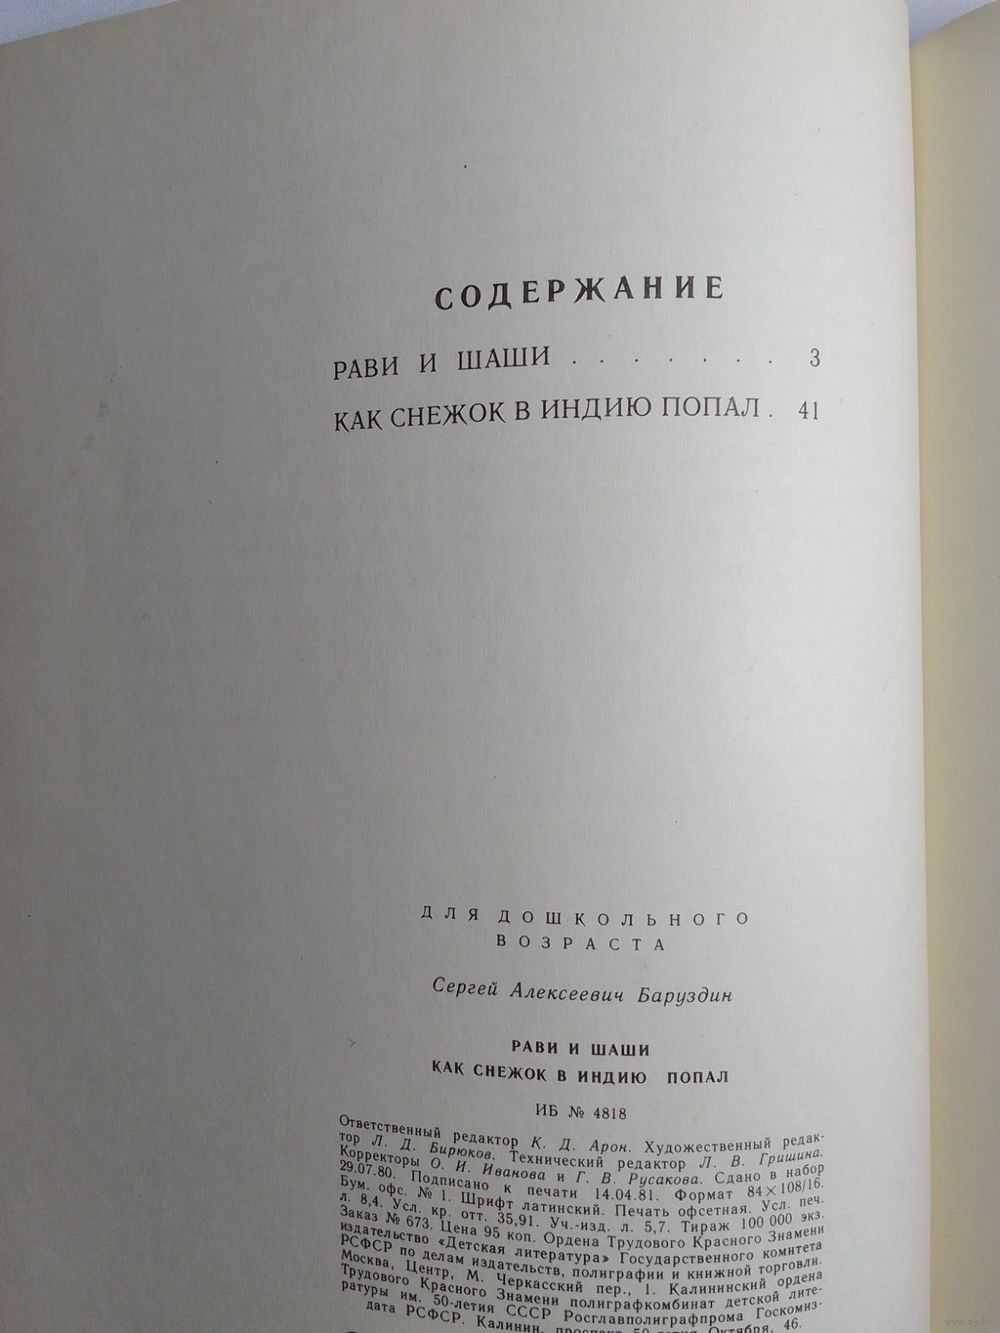 СОДЕРЖАНИЕ
РАВИ И ШАШИ . . . . . . . 3
КАК СНЕЖОК В ИНДИЮ ПОПАЛ . 41
ДЛЯ ДОШКОЛЬНОГО
ВОЗРАСТА
Сергей Алексеевич Баруздин
РАВИ И ШАШИ
КАК СНЕЖОК В ИНДИЮ ПОПАЛ
ИБ № 4818
Ответственный редактор К. Д. Арон. Художественный редак-
тор Л. Д. Бирюков. Технический редактор Л. В. Гришина.
Корректоры О. И. Иванова и Г. В. Русакова. Сдано в набор
29.07.80. Подписано к печати 14.04.81. Формат 84×108/16.
Бум. офс. № 1. Шрифт латинский. Печать офсетная. Усл. печ.
л. 8,4. Усл. кр. отт. 35,91. Уч.-изд. л. 5,7. Тираж 100 000 экз.
Заказ № 673. Цена 95 коп. Ордена Трудового Красного Знамени
издательство «Детская литература» Государственного комитета
РСФСР по делам издательств, полиграфии и книжной торговли.
Москва, Центр, М. Черкасский пер., 1. Калининский ордена
Трудового Красного Знамени полиграфкомбинат детской лите-
ратуры им. 50-летия СССР Росглавполиграфпрома Госкомиз-
дата РСФСР. Калинин, проспект 50-летия Октября, 46.
www.ay.by